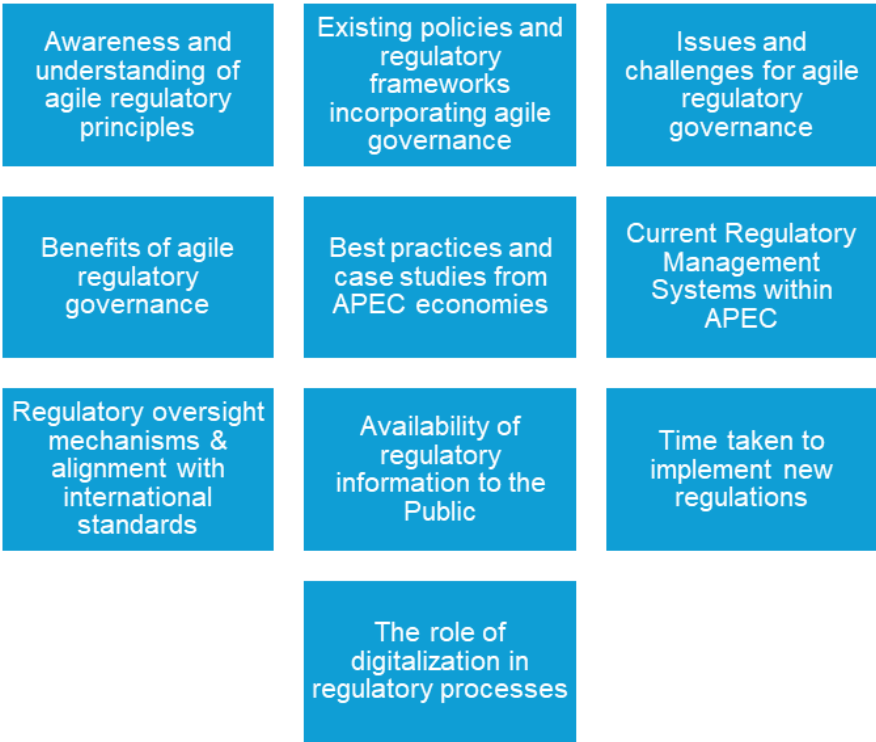 Awareness and
understanding of
agile regulatory
principles
Existing policies and
regulatory
frameworks
incorporating agile
governance
Issues and
challenges for agile
regulatory
governance
Benefits of agile
regulatory
governance
Best practices and
case studies from
APEC economies
Current Regulatory
Management
Systems within
APEC
Regulatory oversight
mechanisms &
alignment with
international
standards
Availability of
regulatory
information to the
Public
Time taken to
implement new
regulations
The role of
digitalization in
regulatory processes